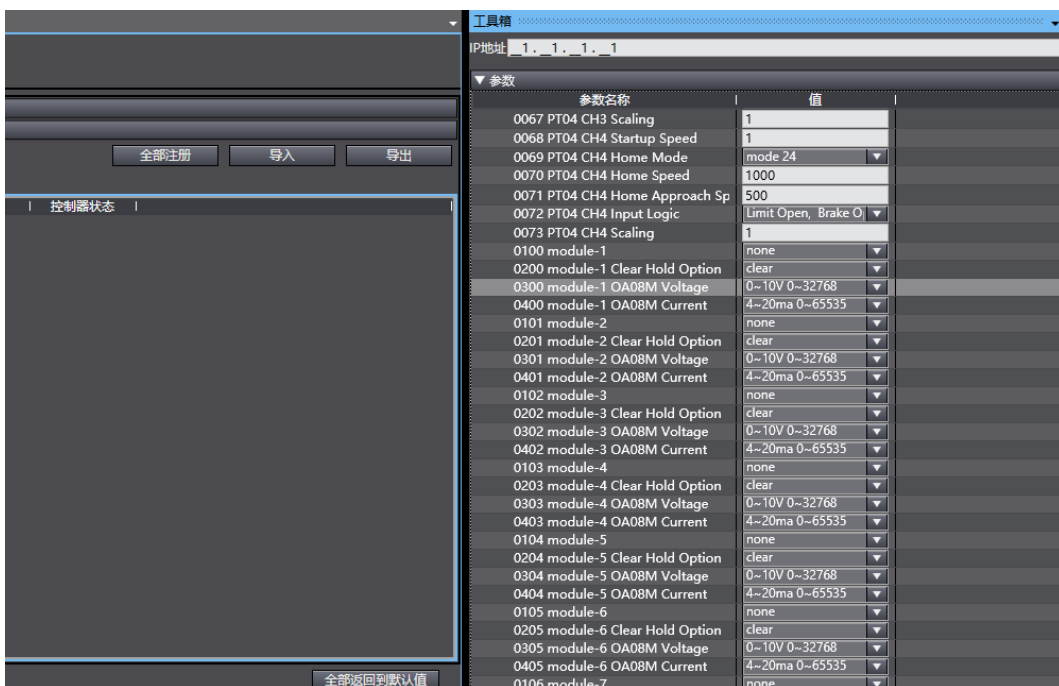 工具箱
IP地址 __1 . __1 . __1 . __1
参数
参数名称 值
0067 PT04 CH3 Scaling 1
0068 PT04 CH4 Startup Speed 1
全部注册 导入 导出
0069 PT04 CH4 Home Mode mode 24
0070 PT04 CH4 Home Speed 1000
0071 PT04 CH4 Home Approach Sp 500
控制器状态
0072 PT04 CH4 Input Logic Limit Open, Brake O
0073 PT04 CH4 Scaling 1
0100 module-1 none
0200 module-1 Clear Hold Option clear
0300 module-1 OA08M Voltage 0~10V 0~32768
0400 module-1 OA08M Current 4~20ma 0~65535
0101 module-2 none
0201 module-2 Clear Hold Option clear
0301 module-2 OA08M Voltage 0~10V 0~32768
0401 module-2 OA08M Current 4~20ma 0~65535
0102 module-3 none
0202 module-3 Clear Hold Option clear
0302 module-3 OA08M Voltage 0~10V 0~32768
0402 module-3 OA08M Current 4~20ma 0~65535
0103 module-4 none
0203 module-4 Clear Hold Option clear
0303 module-4 OA08M Voltage 0~10V 0~32768
0403 module-4 OA08M Current 4~20ma 0~65535
0104 module-5 none
0204 module-5 Clear Hold Option clear
0304 module-5 OA08M Voltage 0~10V 0~32768
0404 module-5 OA08M Current 4~20ma 0~65535
0105 module-6 none
0205 module-6 Clear Hold Option clear
0305 module-6 OA08M Voltage 0~10V 0~32768
0405 module-6 OA08M Current 4~20ma 0~65535
全部返回到默认值
0106 module-7 none